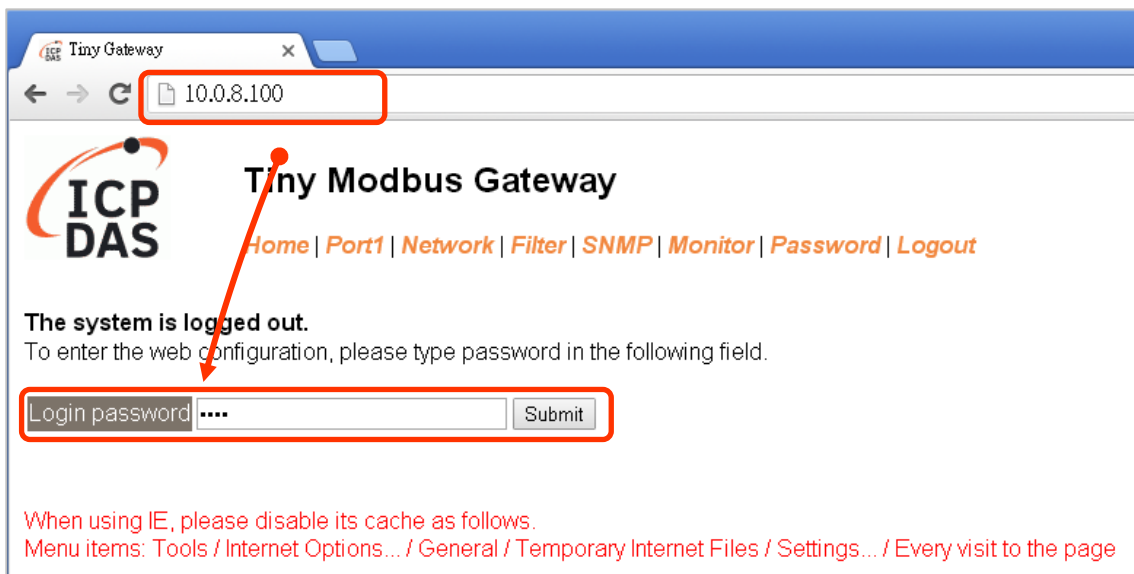 Tiny Gateway
10.0.8.100
ICP
DAS
Tiny Modbus Gateway
Home | Port1 | Network | Filter | SNMP | Monitor | Password | Logout
The system is logged out.
To enter the web configuration, please type password in the following field.
Login password •••• Submit
When using IE, please disable its cache as follows.
Menu items: Tools / Internet Options... / General / Temporary Internet Files / Settings... / Every visit to the page